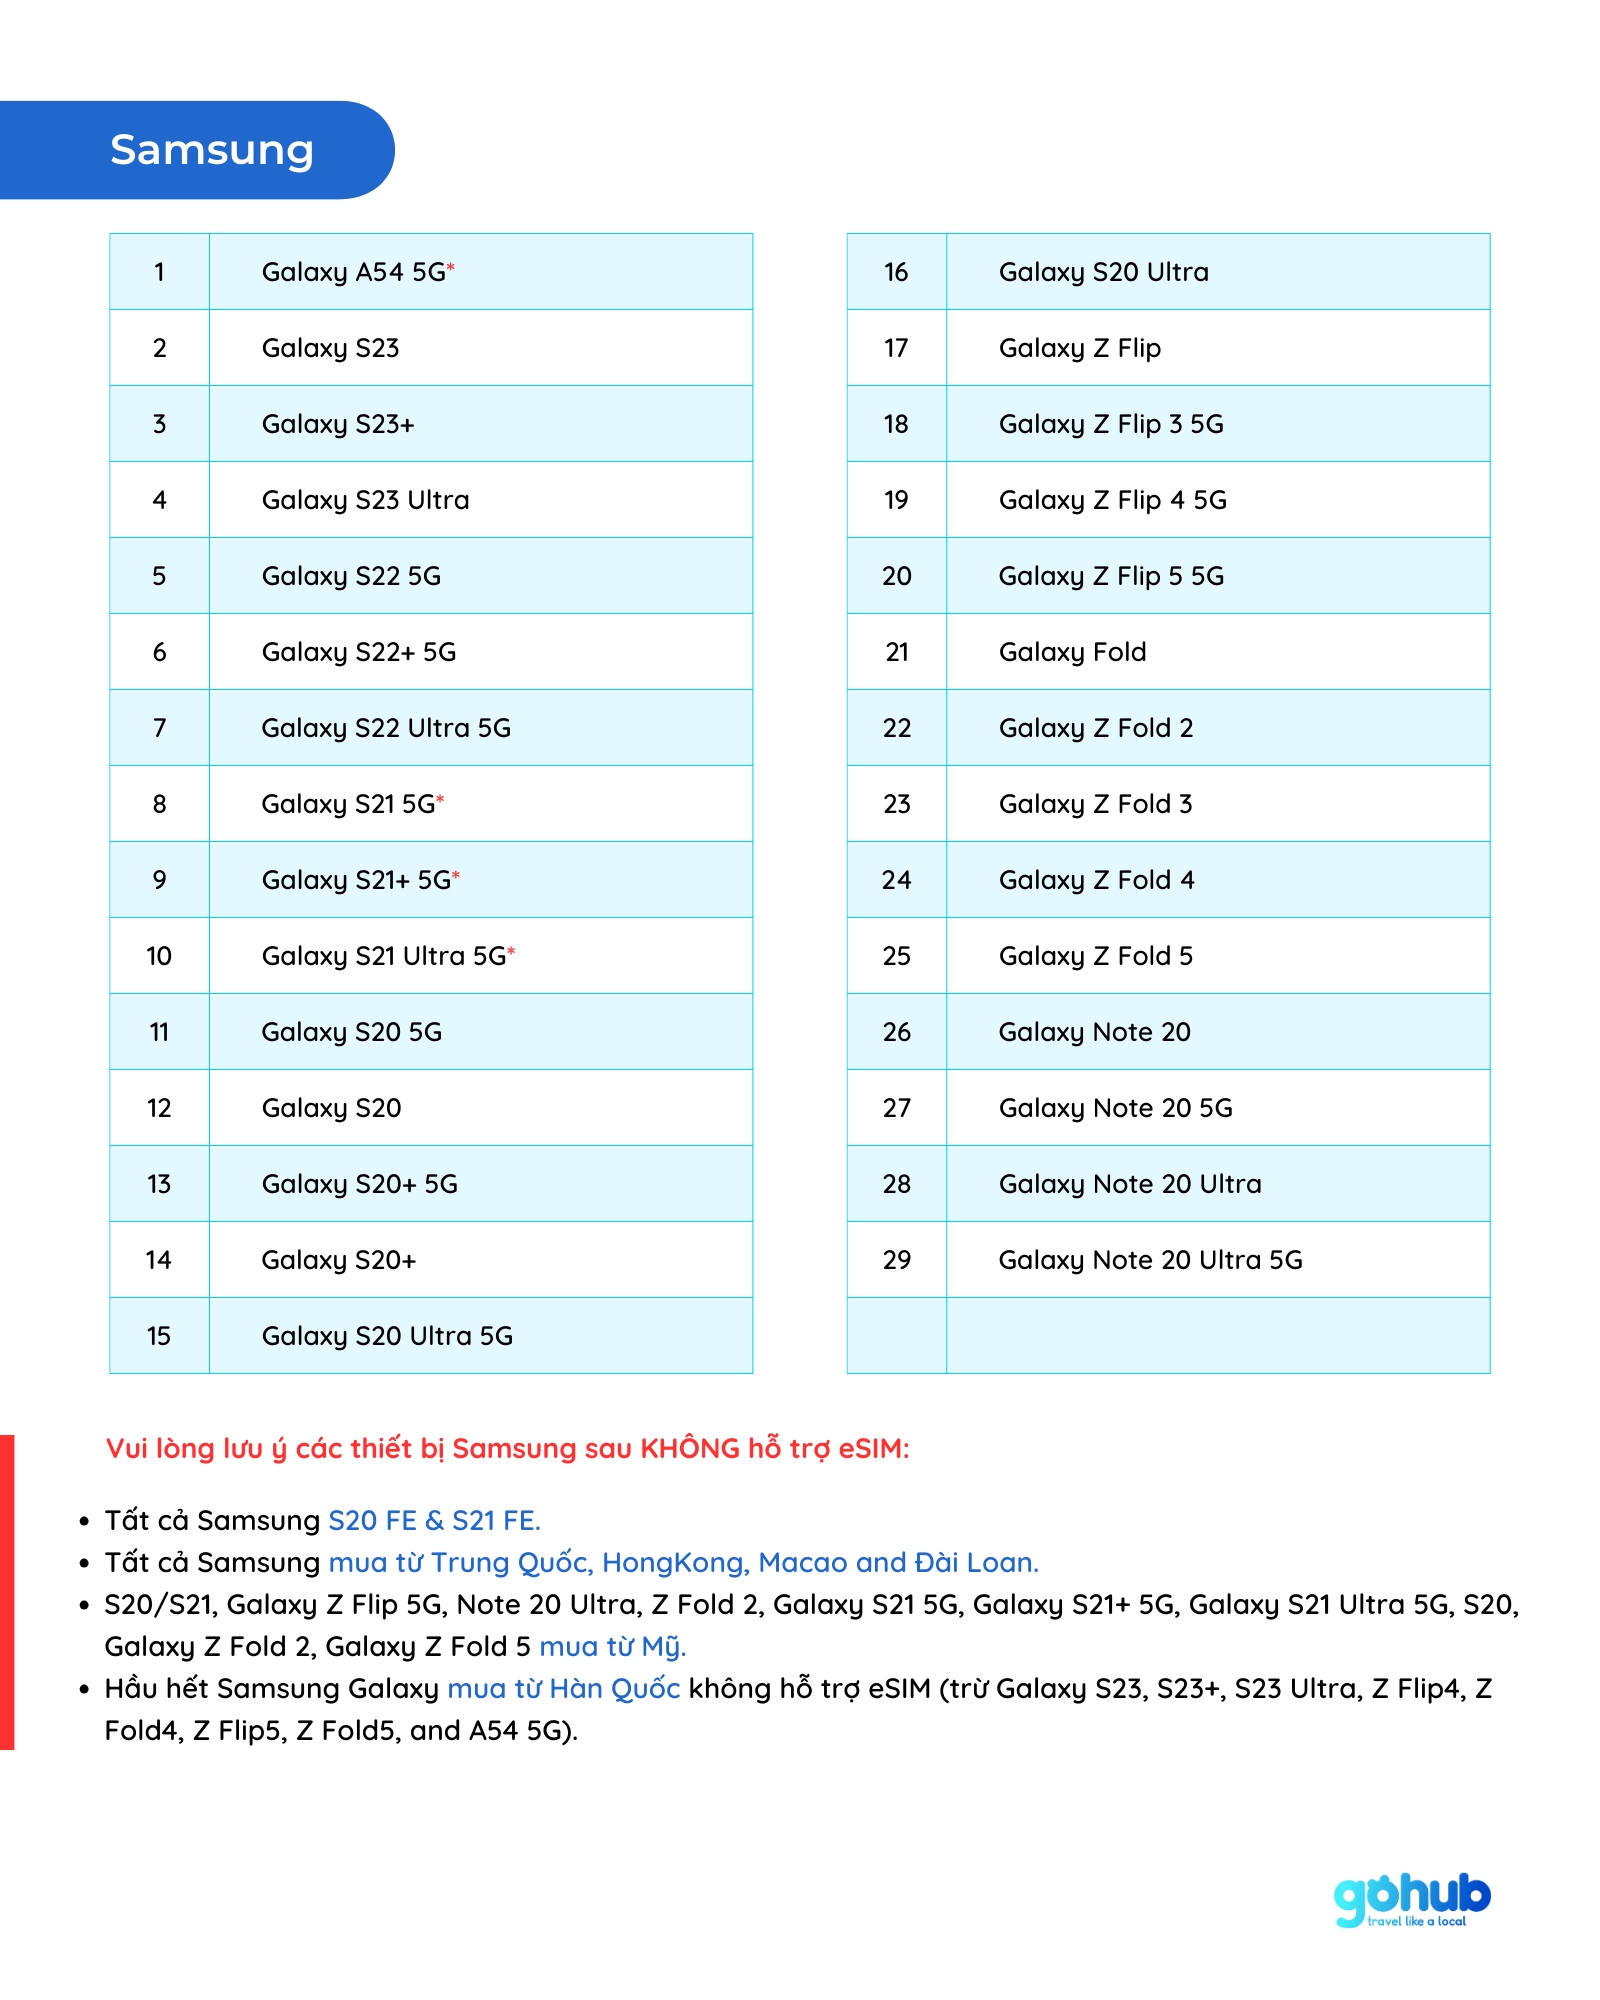 Samsung
1 Galaxy A54 5G*
2 Galaxy S23
3 Galaxy S23+
4 Galaxy S23 Ultra
5 Galaxy S22 5G
6 Galaxy S22+ 5G
7 Galaxy S22 Ultra 5G
8 Galaxy S21 5G*
9 Galaxy S21+ 5G*
10 Galaxy S21 Ultra 5G*
11 Galaxy S20 5G
12 Galaxy S20
13 Galaxy S20+ 5G
14 Galaxy S20+
15 Galaxy S20 Ultra 5G
16 Galaxy S20 Ultra
17 Galaxy Z Flip
18 Galaxy Z Flip 3 5G
19 Galaxy Z Flip 4 5G
20 Galaxy Z Flip 5 5G
21 Galaxy Fold
22 Galaxy Z Fold 2
23 Galaxy Z Fold 3
24 Galaxy Z Fold 4
25 Galaxy Z Fold 5
26 Galaxy Note 20
27 Galaxy Note 20 5G
28 Galaxy Note 20 Ultra
29 Galaxy Note 20 Ultra 5G
Vui lòng lưu ý các thiết bị Samsung sau KHÔNG hỗ trợ eSIM:
• Tất cả Samsung S20 FE & S21 FE.
• Tất cả Samsung mua từ Trung Quốc, HongKong, Macao and Đài Loan.
• S20/S21, Galaxy Z Flip 5G, Note 20 Ultra, Z Fold 2, Galaxy S21 5G, Galaxy S21+ 5G, Galaxy S21 Ultra 5G, S20,
Galaxy Z Fold 2, Galaxy Z Fold 5 mua từ Mỹ.
• Hầu hết Samsung Galaxy mua từ Hàn Quốc không hỗ trợ eSIM (trừ Galaxy S23, S23+, S23 Ultra, Z Flip4, Z
Fold4, Z Flip5, Z Fold5, and A54 5G).
gohub
travel like a local